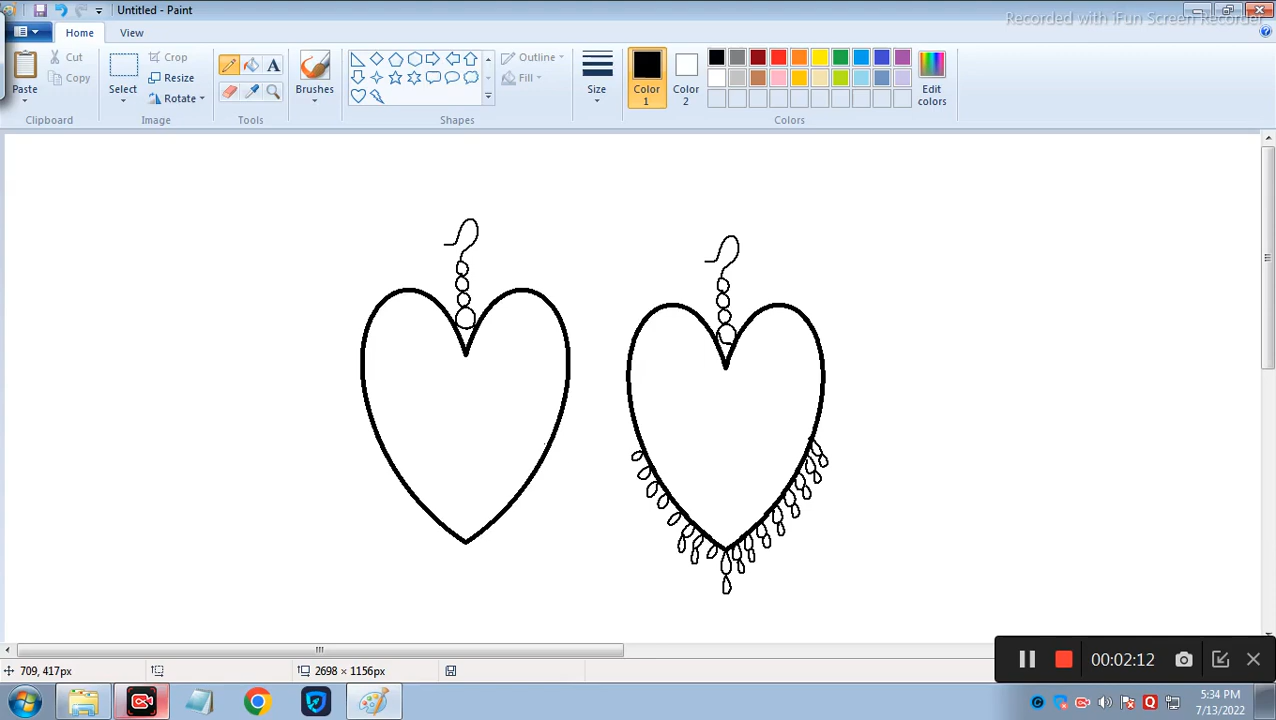 Untitled - Paint
Recorded with iFun Screen Recorder
Home
View
Paste
Cut
Copy
Clipboard
Select
Crop
Resize
Rotate
Image
A
Tools
Brushes
Outline
Fill
Shapes
Size
Color
1
Color
2
Edit
colors
Colors
709, 417px
2698 × 1156px
00:02:12
5:34 PM
7/13/2022